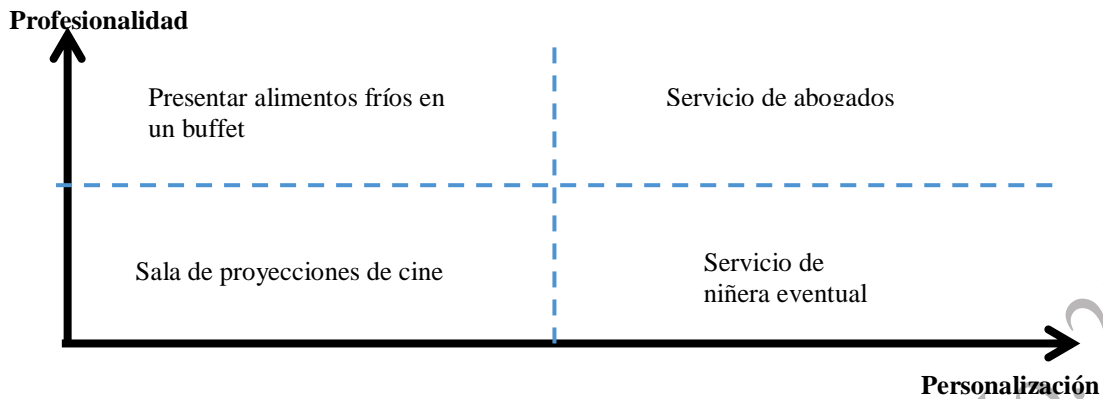 Profesionalidad
Presentar alimentos fríos en
un buffet
Servicio de abogados
Sala de proyecciones de cine
Servicio de
niñera eventual
Personalización